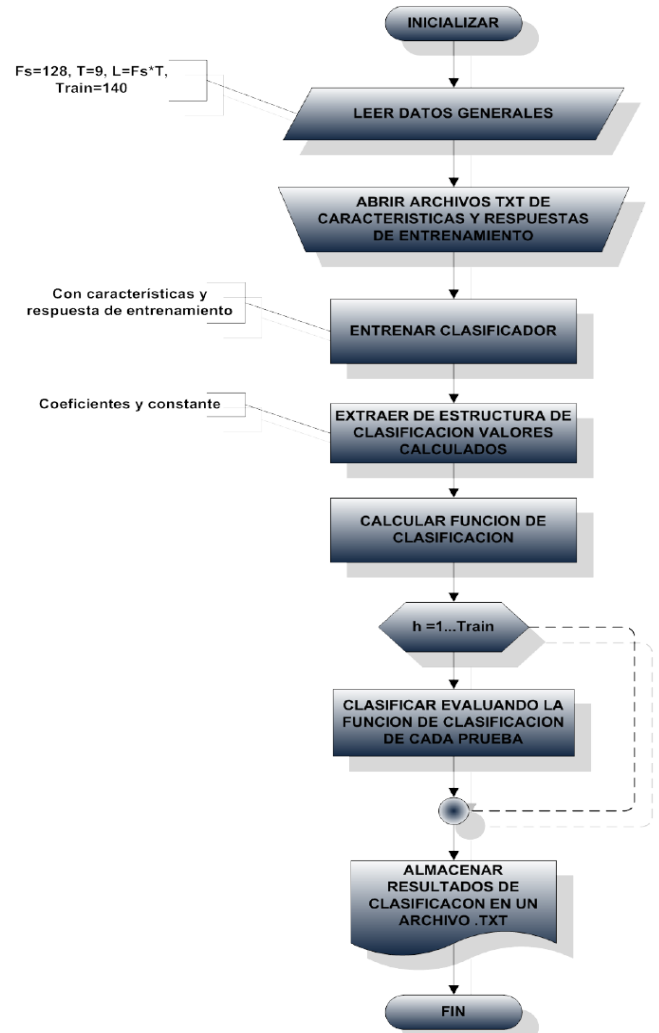 INICIALIZAR
Fs=128, T=9, L=Fs*T,
Train=140
LEER DATOS GENERALES
ABRIR ARCHIVOS TXT DE
CARACTERISTICAS Y RESPUESTAS
DE ENTRENAMIENTO
Con características y
respuesta de entrenamiento
ENTRENAR CLASIFICADOR
Coeficientes y constante
EXTRAER DE ESTRUCTURA DE
CLASIFICACION VALORES
CALCULADOS
CALCULAR FUNCION DE
CLASIFICACION
h =1...Train
CLASIFICAR EVALUANDO LA
FUNCION DE CLASIFICACION
DE CADA PRUEBA
ALMACENAR
RESULTADOS DE
CLASIFICACON EN UN
ARCHIVO .TXT
FIN